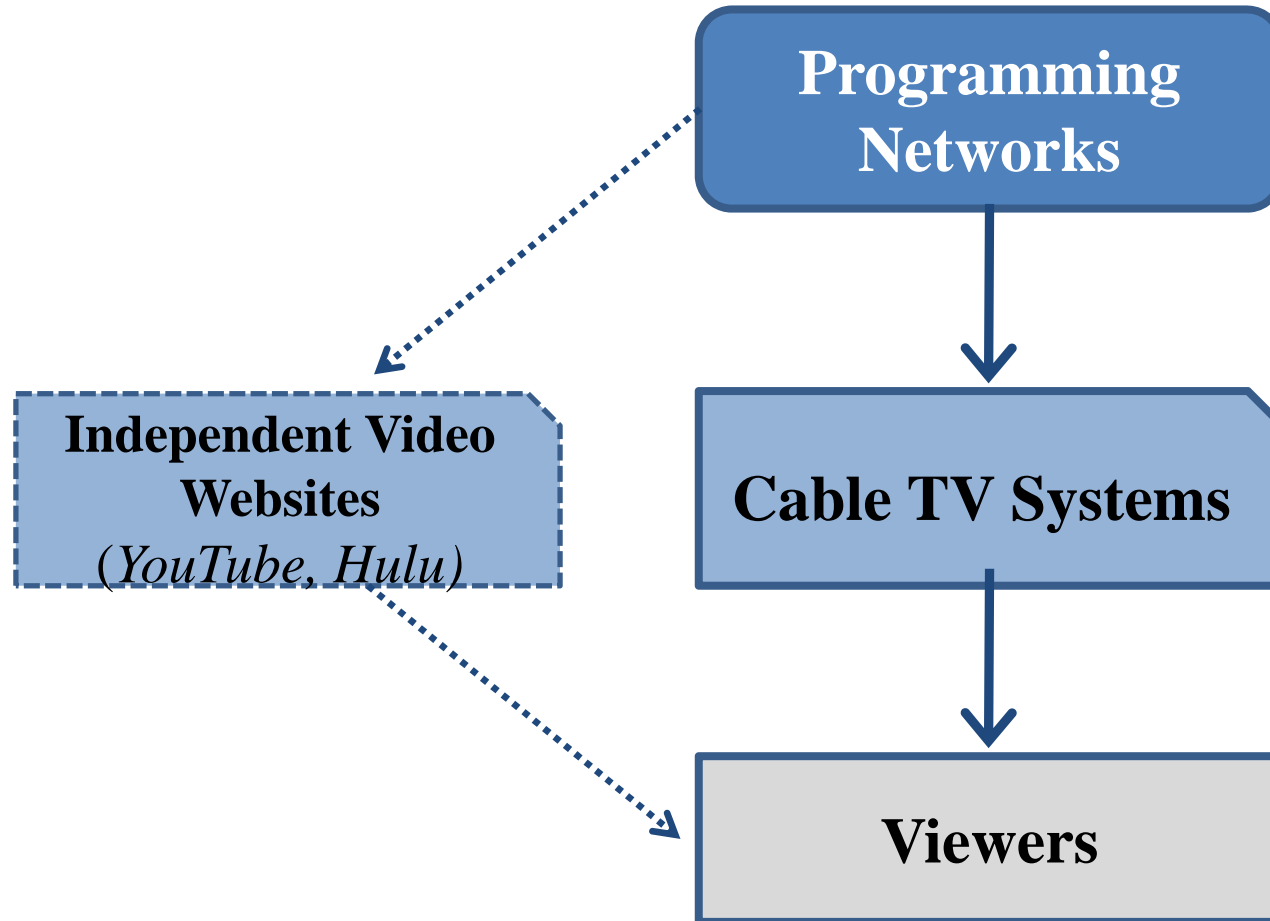 Programming
Networks
Independent Video
Websites
(YouTube, Hulu)
Cable TV Systems
Viewers